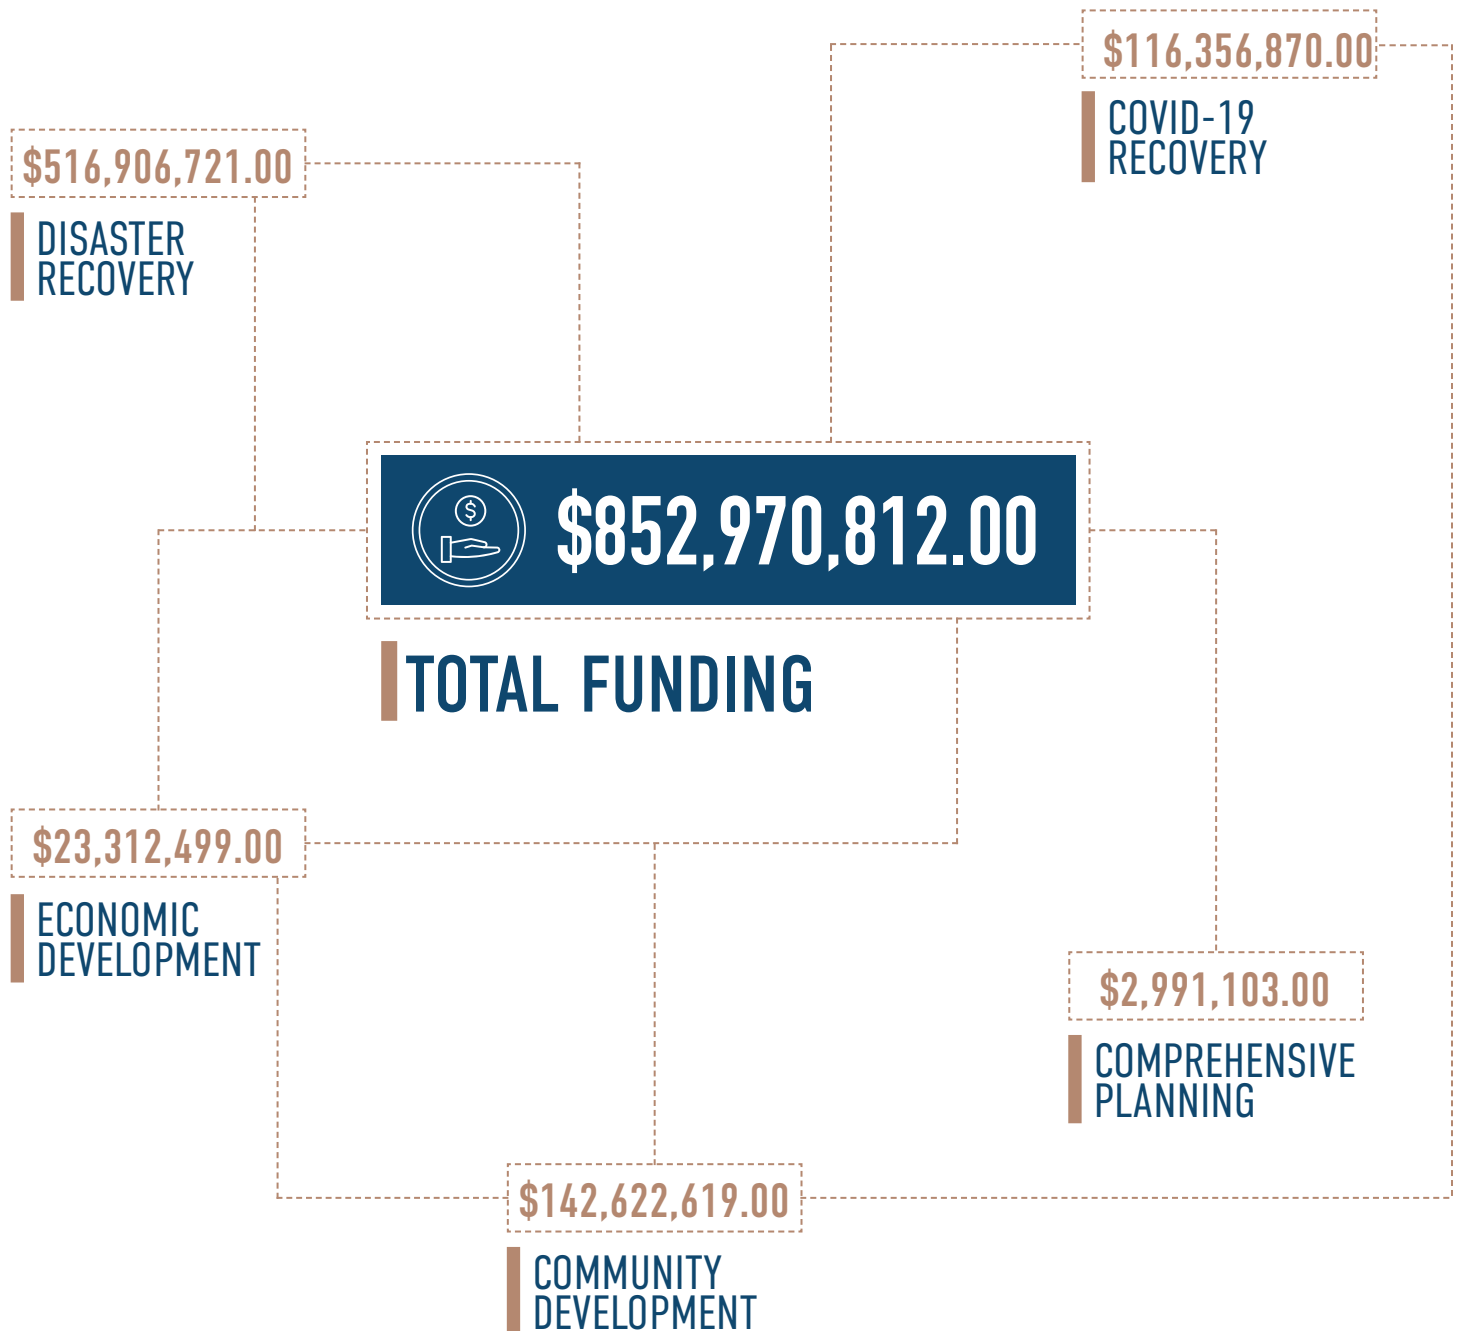 $116,356,870.00
COVID-19
RECOVERY
$516,906,721.00
DISASTER
RECOVERY
$
$852,970,812.00
TOTAL FUNDING
$23,312,499.00
ECONOMIC
DEVELOPMENT
$2,991,103.00
COMPREHENSIVE
PLANNING
$142,622,619.00
COMMUNITY
DEVELOPMENT